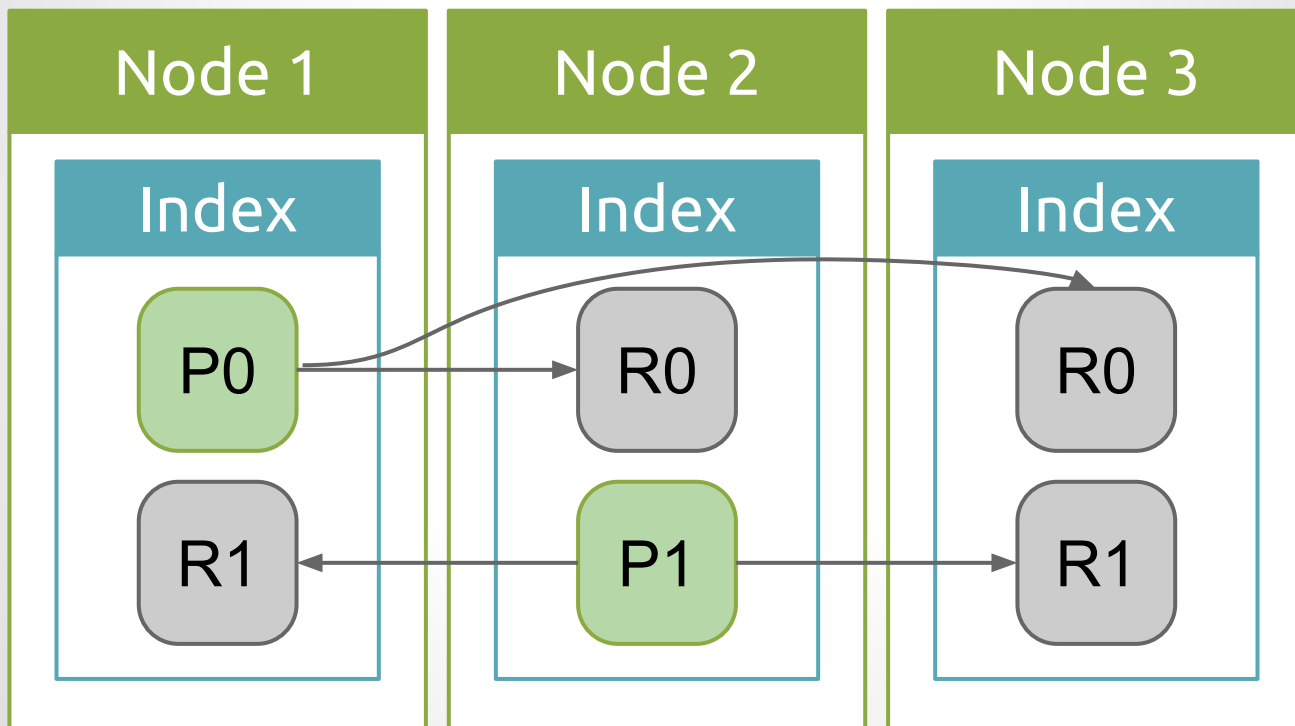 Node 1
Node 2
Node 3
Index
Index
Index
P0
R0
R0
R1
P1
R1